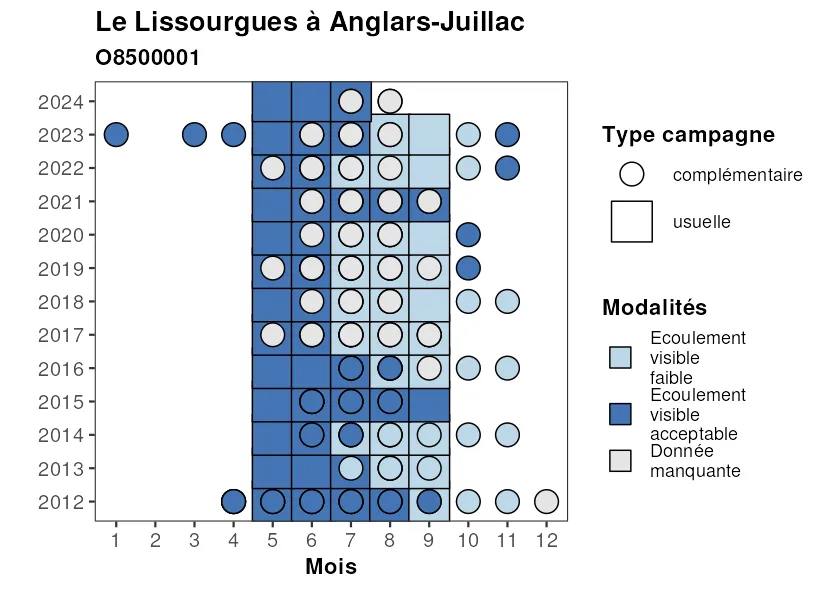 Le Lissourgues à Anglars-Juillac
O8500001
2024
2023
2022
2021
2020
2019
2018
2017
2016
2015
2014
2013
2012
1 2 3 4 5 6 7 8 9 10 11 12
Mois
Type campagne
complémentaire
usuelle
Modalités
Ecoulement
visible
faible
Ecoulement
visible
acceptable
Donnée
manquante